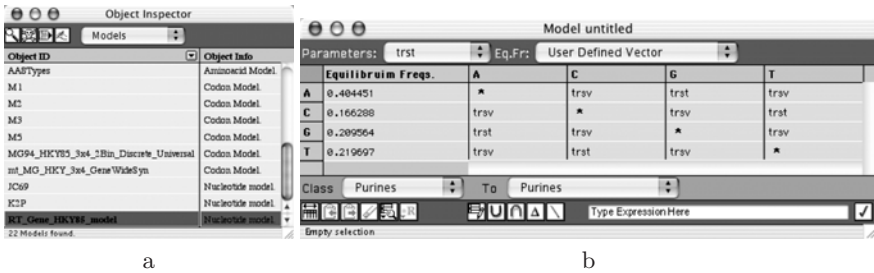 Object Inspector
Models
Object ID Object Info
AASTypes Aminoacid Model.
M1 Codon Model.
M2 Codon Model.
M3 Codon Model.
M5 Codon Model.
MG94_HKY85_3x4_2Bin_Discrete_Universal Codon Model.
mt_MG_HKY_3x4_GeneWideSyn Codon Model.
JC69 Nucleotide model.
K2P Nucleotide model.
RT_Gene_HKY85_model Nucleotide model.
22 Models found.
a
Model untitled
Parameters: trst Eq.Fr: User Defined Vector
Equilibruim Freqs. A C G T
A 0.404451 * trsv trst trsv
C 0.166288 trsv * trsv trst
G 0.209564 trst trsv * trsv
T 0.219697 trsv trst trsv *
Class Purines To Purines
Type Expression Here
Empty selection
b